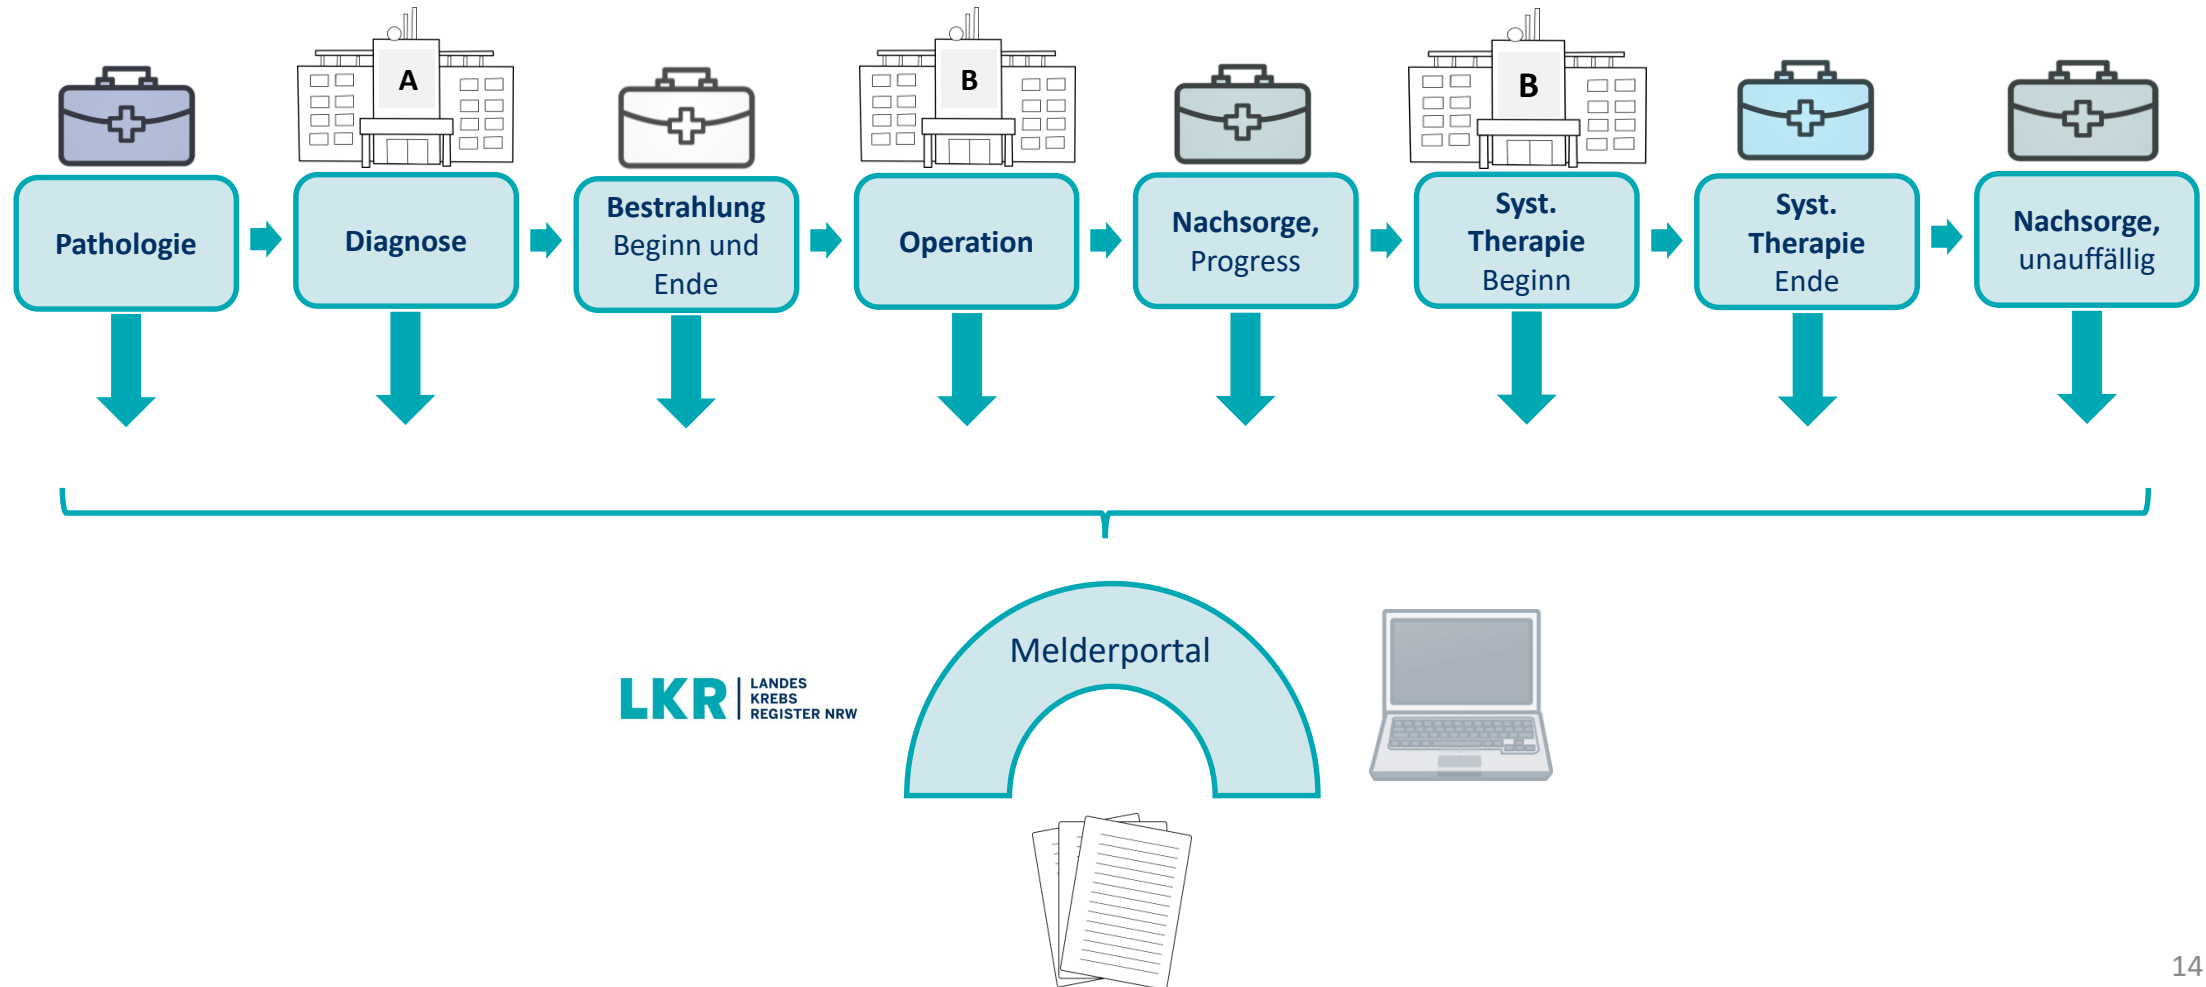 A
B
B
Pathologie
Diagnose
Bestrahlung
Beginn und
Ende
Operation
Nachsorge,
Progress
Syst.
Therapie
Beginn
Syst.
Therapie
Ende
Nachsorge,
unauffällig
Melderportal
LKR
LANDES
KREBS
REGISTER NRW
14